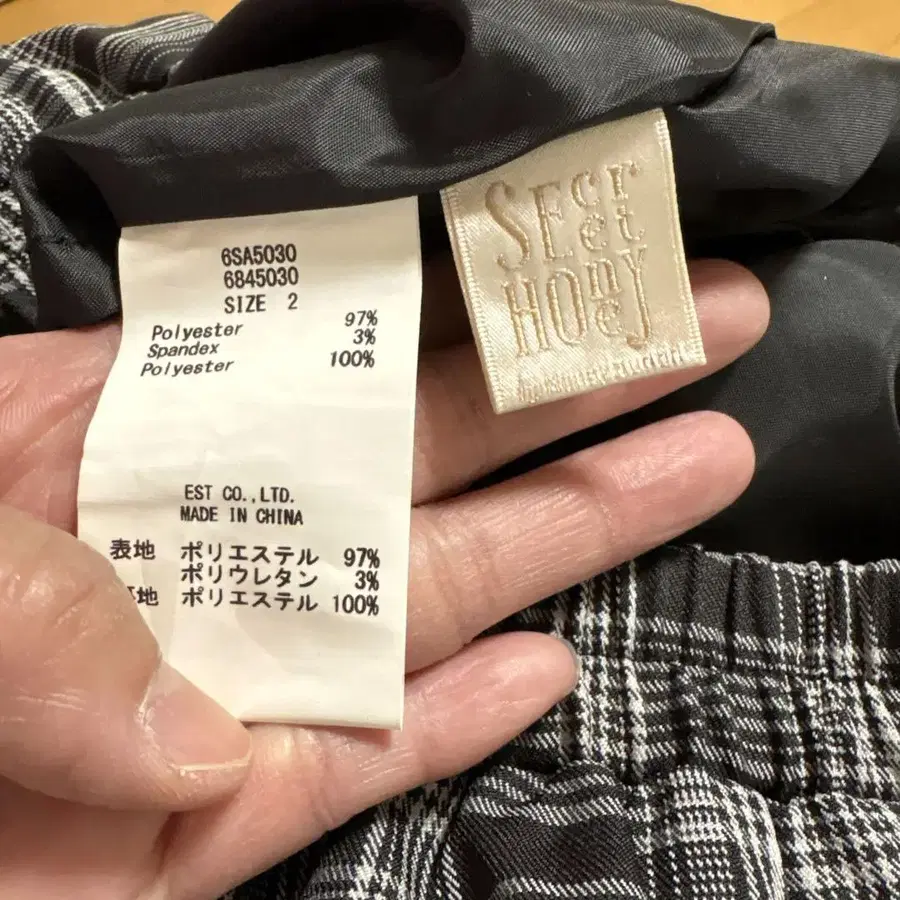 6SA5030
6845030
SIZE 2
Polyester 97%
Spandex 3%
Polyester 100%
EST CO.,LTD.
MADE IN CHINA
表地 ポリエステル 97%
ポリウレタン 3%
地 ポリエステル 100%
SEcret
HOneY